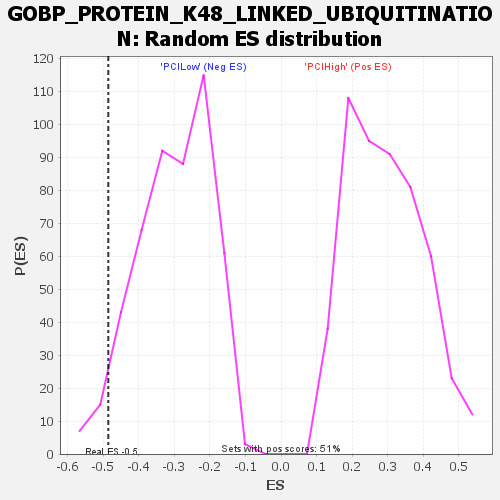 GOBP_PROTEIN_K48_LINKED_UBIQUITINATIO
N: Random ES distribution
'PCILow' (Neg ES)
'PCIHigh' (Pos ES)
120
110
100
90
80
70
60
50
40
30
20
10
0
P(ES)
Real ES -0.5
Sets with pos scores: 51%
-0.6 -0.5 -0.4 -0.3 -0.2 -0.1 0.0 0.1 0.2 0.3 0.4 0.5
ES